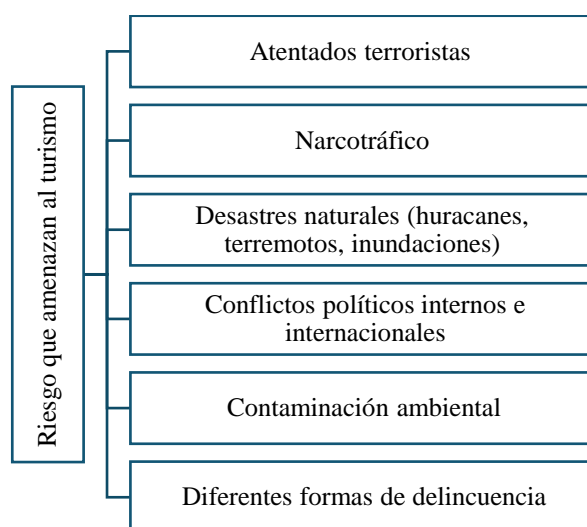 Riesgo que amenazan al turismo
Atentados terroristas
Narcotráfico
Desastres naturales (huracanes,
terremotos, inundaciones)
Conflictos políticos internos e
internacionales
Contaminación ambiental
Diferentes formas de delincuencia